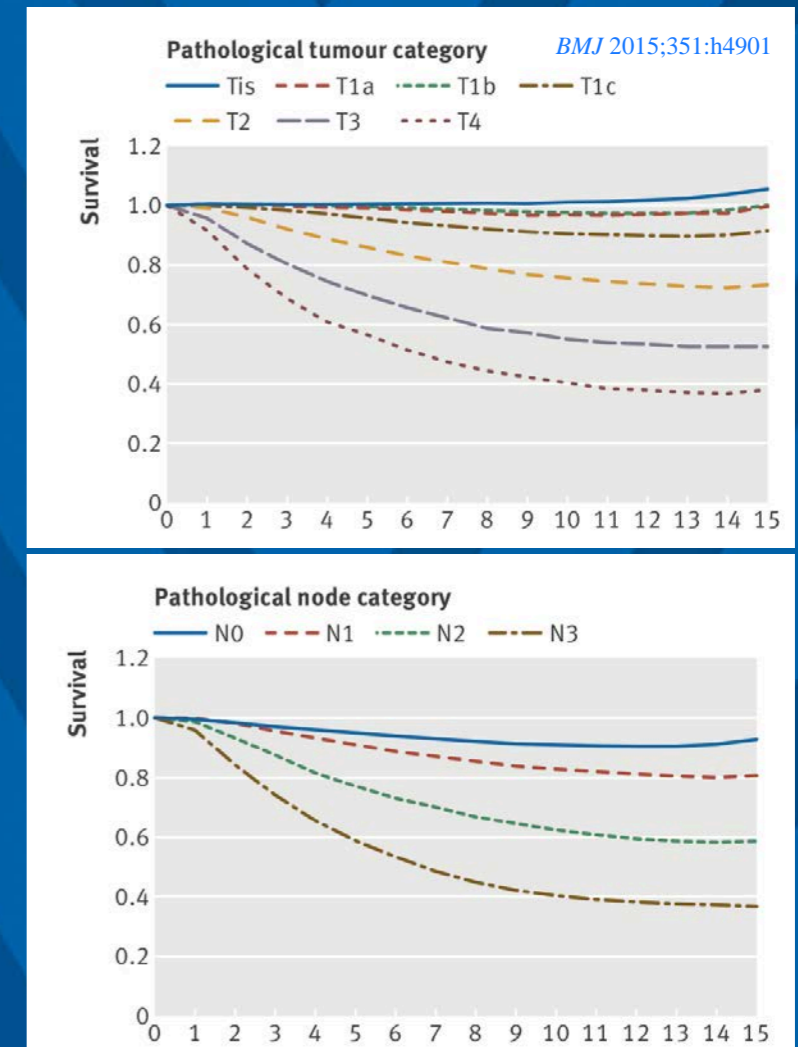 Pathological tumour category
BMJ 2015;351:h4901
Tis T1a T1b T1c
T2 T3 T4
Survival
1.2
1.0
0.8
0.6
0.4
0.2
0
0 1 2 3 4 5 6 7 8 9 10 11 12 13 14 15
Pathological node category
N0 N1 N2 N3
Survival
1.2
1.0
0.8
0.6
0.4
0.2
0
0 1 2 3 4 5 6 7 8 9 10 11 12 13 14 15